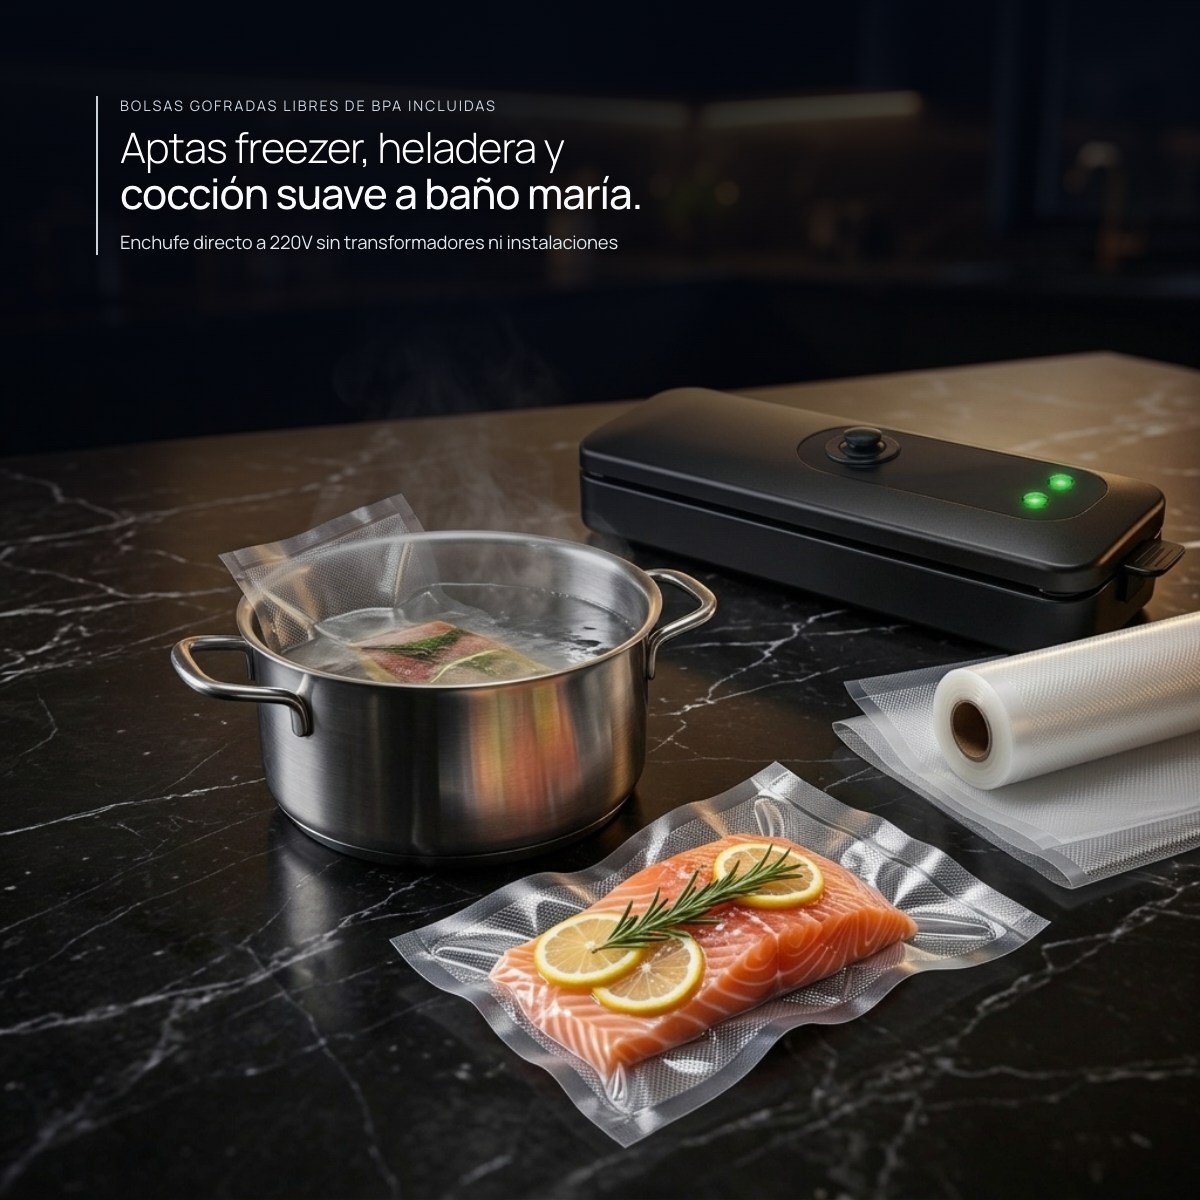 BOLSAS GOFRADAS LIBRES DE BPA INCLUIDAS
Aptas freezer, heladera y
cocción suave a baño maría.
Enchufe directo a 220V sin transformadores ni instalaciones